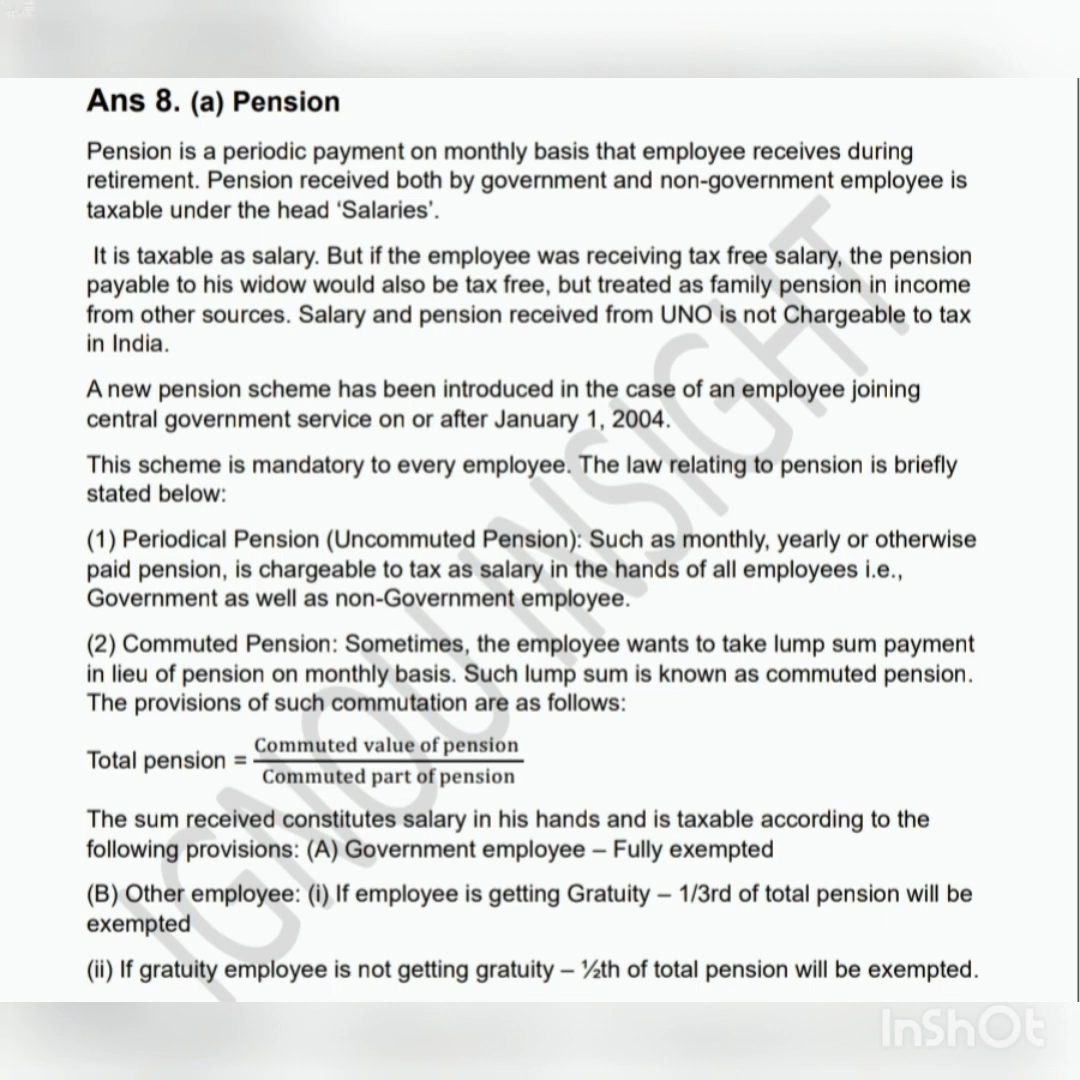 Ans 8. (a) Pension
Pension is a periodic payment on monthly basis that employee receives during
retirement. Pension received both by government and non-government employee is
taxable under the head ‘Salaries’.
It is taxable as salary. But if the employee was receiving tax free salary, the pension
payable to his widow would also be tax free, but treated as family pension in income
from other sources. Salary and pension received from UNO is not Chargeable to tax
in India.
A new pension scheme has been introduced in the case of an employee joining
central government service on or after January 1, 2004.
This scheme is mandatory to every employee. The law relating to pension is briefly
stated below:
(1) Periodical Pension (Uncommuted Pension): Such as monthly, yearly or otherwise
paid pension, is chargeable to tax as salary in the hands of all employees i.e.,
Government as well as non-Government employee.
(2) Commuted Pension: Sometimes, the employee wants to take lump sum payment
in lieu of pension on monthly basis. Such lump sum is known as commuted pension.
The provisions of such commutation are as follows:
Total pension = Commuted value of pension
Commuted part of pension
The sum received constitutes salary in his hands and is taxable according to the
following provisions: (A) Government employee – Fully exempted
(B) Other employee: (i) If employee is getting Gratuity – 1/3rd of total pension will be
exempted
(ii) If gratuity employee is not getting gratuity – ½th of total pension will be exempted.
IGNOU INSIGHT
InShOt